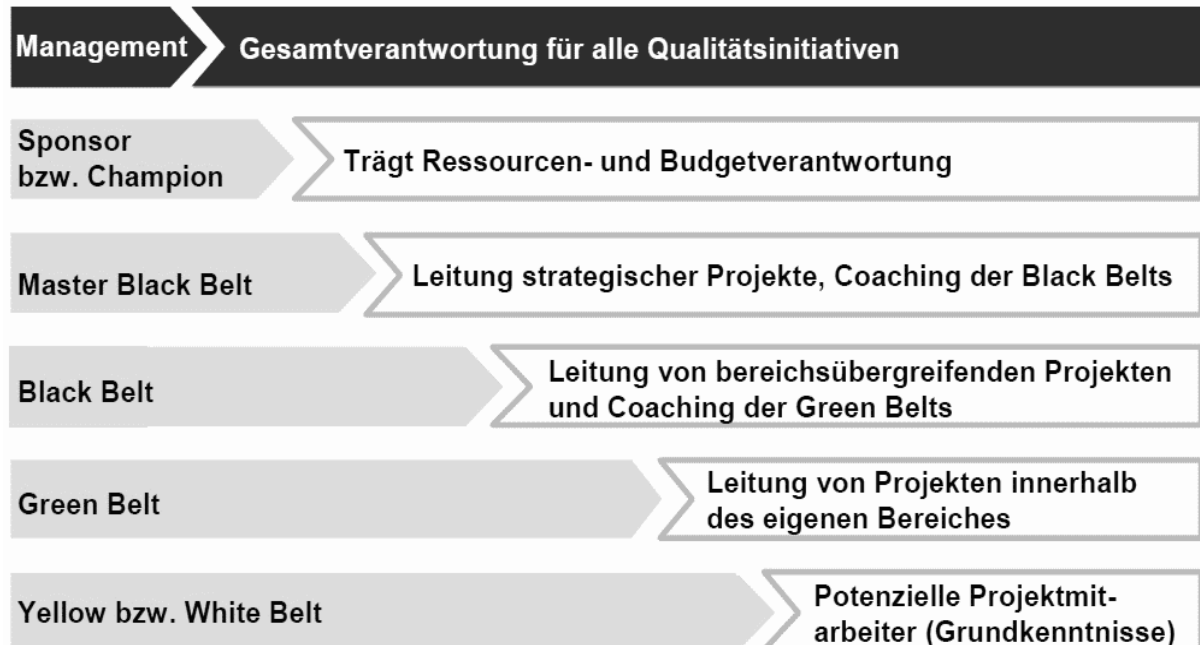 Management
Gesamtverantwortung für alle Qualitätsinitiativen
Sponsor
bzw. Champion
Trägt Ressourcen- und Budgetverantwortung
Master Black Belt
Leitung strategischer Projekte, Coaching der Black Belts
Black Belt
Leitung von bereichsübergreifenden Projekten
und Coaching der Green Belts
Green Belt
Leitung von Projekten innerhalb
des eigenen Bereiches
Yellow bzw. White Belt
Potenzielle Projektmit-
arbeiter (Grundkenntnisse)